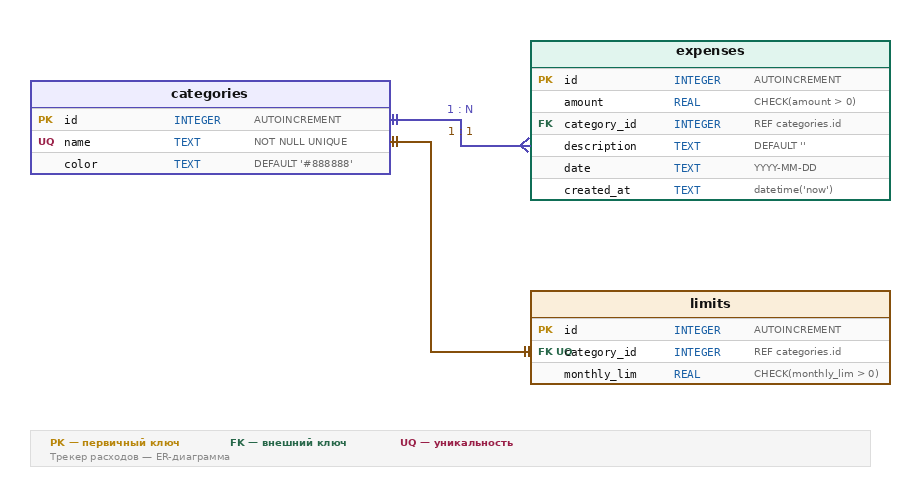 categories
PK id INTEGER AUTOINCREMENT
UQ name TEXT NOT NULL UNIQUE
color TEXT DEFAULT '#888888'
1 : N
1 1
expenses
PK id INTEGER AUTOINCREMENT
amount REAL CHECK(amount > 0)
FK category_id INTEGER REF categories.id
description TEXT DEFAULT ''
date TEXT YYYY-MM-DD
created_at TEXT datetime('now')
limits
PK id INTEGER AUTOINCREMENT
FK UQ category_id INTEGER REF categories.id
monthly_lim REAL CHECK(monthly_lim > 0)
PK — первичный ключ FK — внешний ключ UQ — уникальность
Трекер расходов — ER-диаграмма